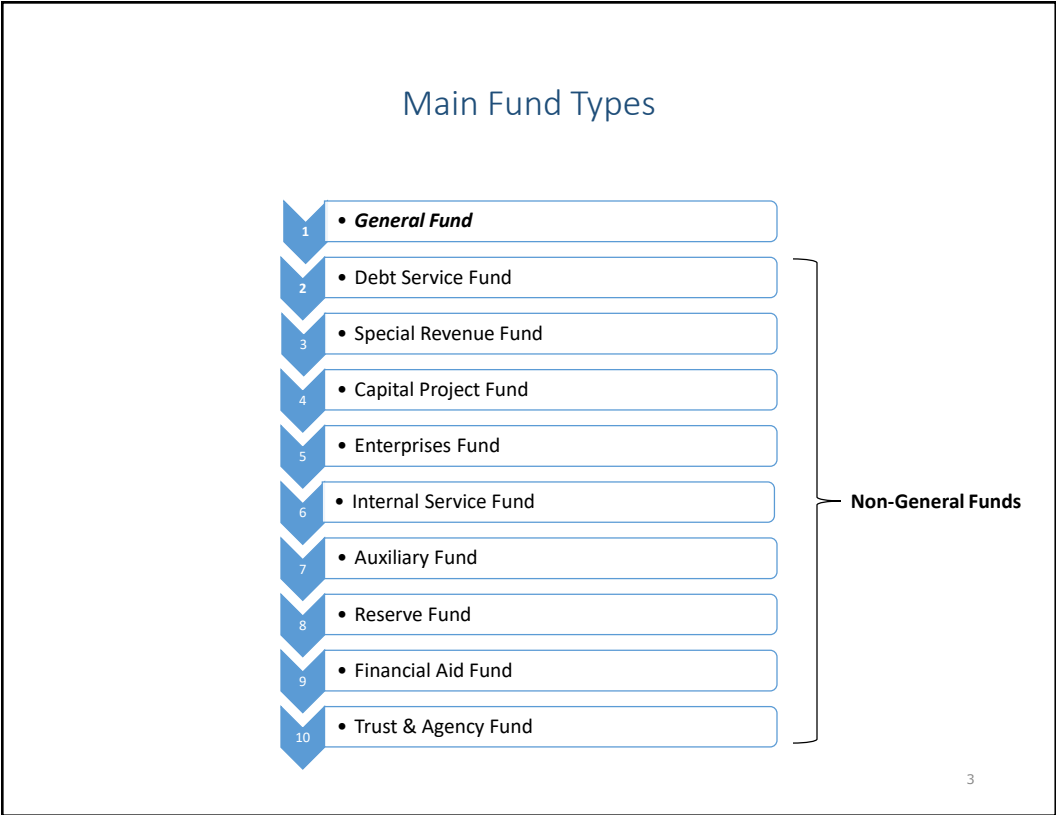 Main Fund Types
1
• General Fund
2
• Debt Service Fund
3
• Special Revenue Fund
4
• Capital Project Fund
5
• Enterprises Fund
6
• Internal Service Fund
Non-General Funds
7
• Auxiliary Fund
8
• Reserve Fund
9
• Financial Aid Fund
10
• Trust & Agency Fund
3